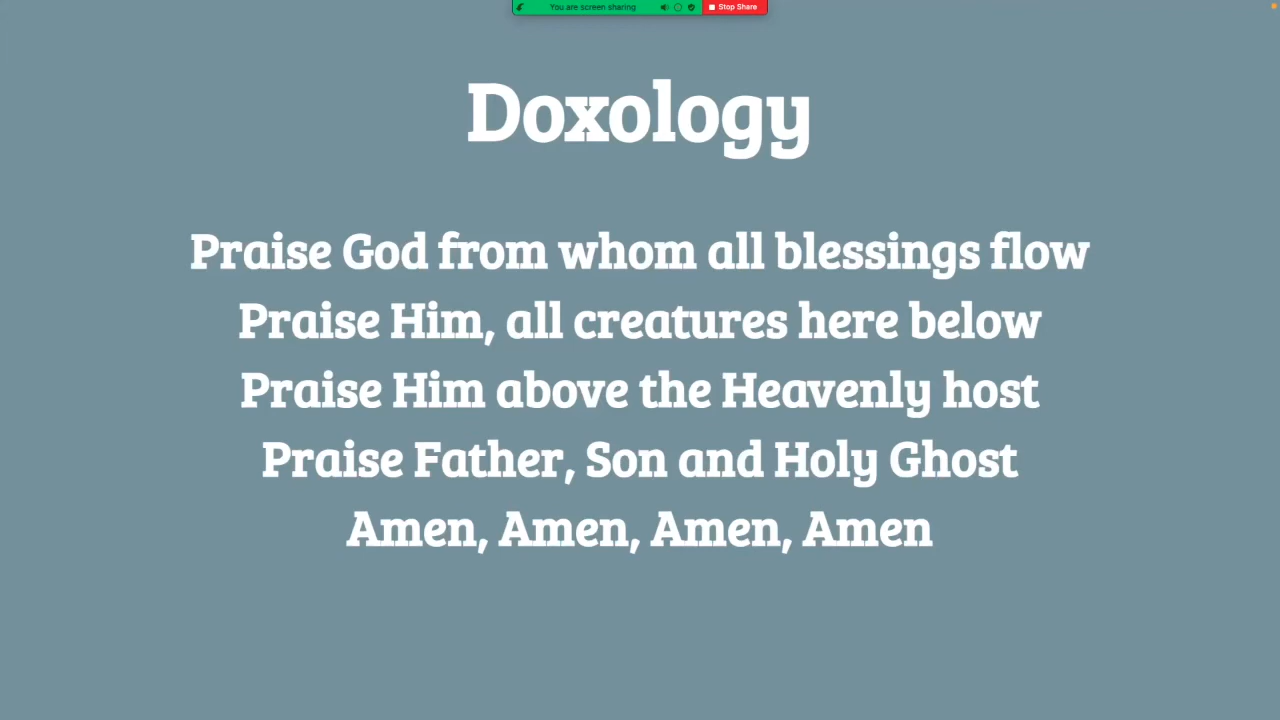 You are screen sharing
Stop Share
Doxology
Praise God from whom all blessings flow
Praise Him, all creatures here below
Praise Him above the Heavenly host
Praise Father, Son and Holy Ghost
Amen, Amen, Amen, Amen